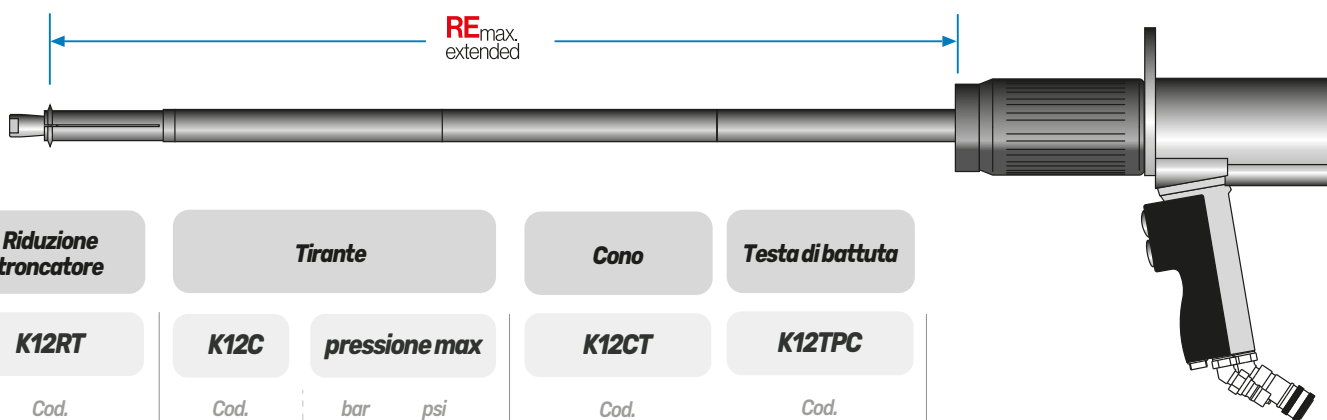 REmax.
extended
Riduzione
troncatore
Tirante
Cono
Testa di battuta
K12RT
K12C
pressione max
K12CT
K12TPC
Cod.
Cod.
bar
psi
Cod.
Cod.